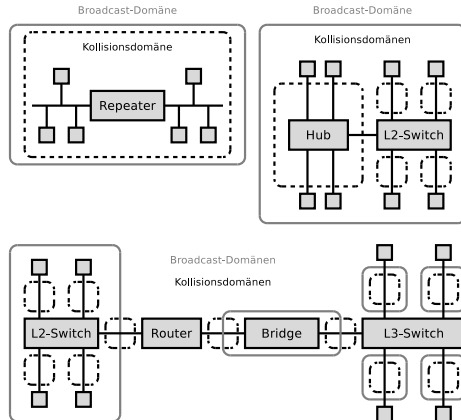 Broadcast-Domäne
Broadcast-Domäne
Kollisionsdomäne
Kollisionsdomänen
Repeater
Hub
L2-Switch
Broadcast-Domänen
Kollisionsdomänen
L2-Switch
Router
Bridge
L3-Switch